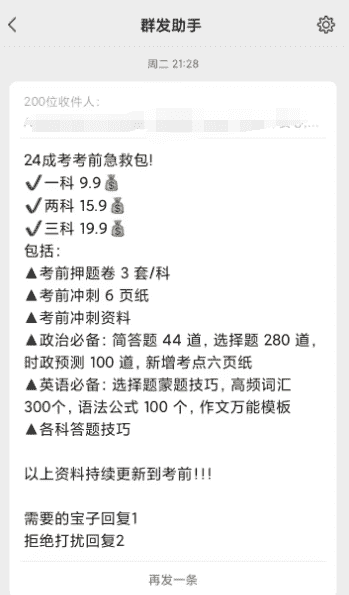 群发助手
周二 21:28
200位收件人：
24成考考前急救包!
✔一科 9.9💰
✔两科 15.9💰
✔三科 19.9💰
包括：
▲考前押题卷 3 套/科
▲考前冲刺 6 页纸
▲考前冲刺资料
▲政治必备: 简答题 44 道, 选择题 280 道,
时政预测 100 道, 新增考点六页纸
▲英语必备: 选择题蒙题技巧, 高频词汇
300个, 语法公式 100 个, 作文万能模板
▲各科答题技巧
以上资料持续更新到考前!!!
需要的宝子回复1
拒绝打扰回复2
再发一条